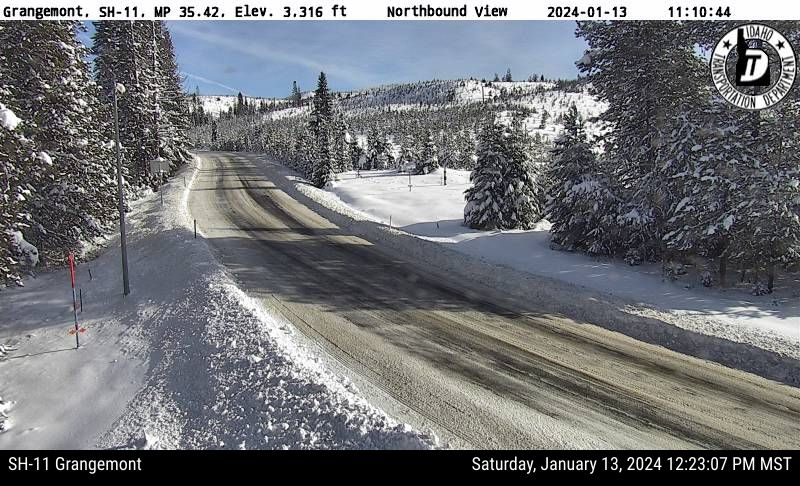 Grangemont, SH-11, MP 35.42, Elev. 3,316 ft Northbound View 2024-01-13 11:10:44
IDAHO
TRANSPORTATION DEPARTMENT
SH-11 Grangemont Saturday, January 13, 2024 12:23:07 PM MST